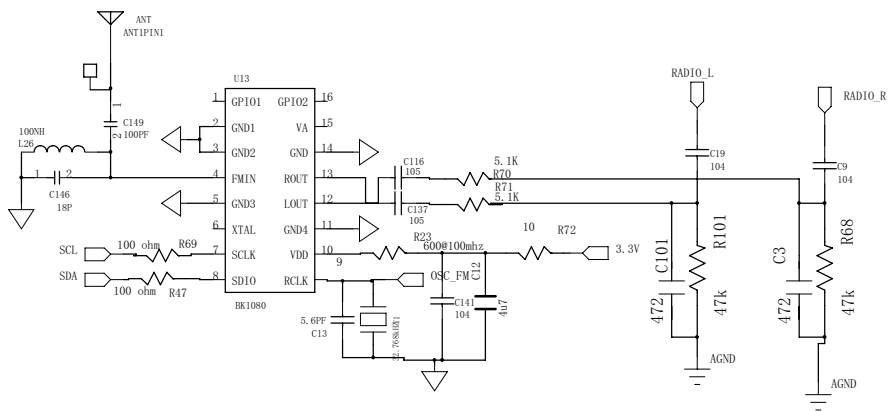 ANT
ANT1PIN1
RADIO_L
RADIO_R
U13
1
GPIO1
GPIO2
16
2
GND1
VA
15
3
GND2
GND
14
4
FMIN
ROUT
13
5
GND3
LOUT
12
6
XTAL
GND4
11
7
SCLK
VDD
10
8
SDIO
RCLK
9
BK1080
1
C149
2
100PF
100NH
L26
1
2
C146
18P
SCL
100 ohm
R69
SDA
100 ohm
R47
C116
105
5.1K
R70
R71
5.1K
C137
105
R23
600@100mhz
10
R72
3.3V
OSC_FM
5.6PF
C13
C141
104
C12
4u7
C19
104
C9
104
C101
472
R101
47k
C3
472
R68
47k
AGND
AGND